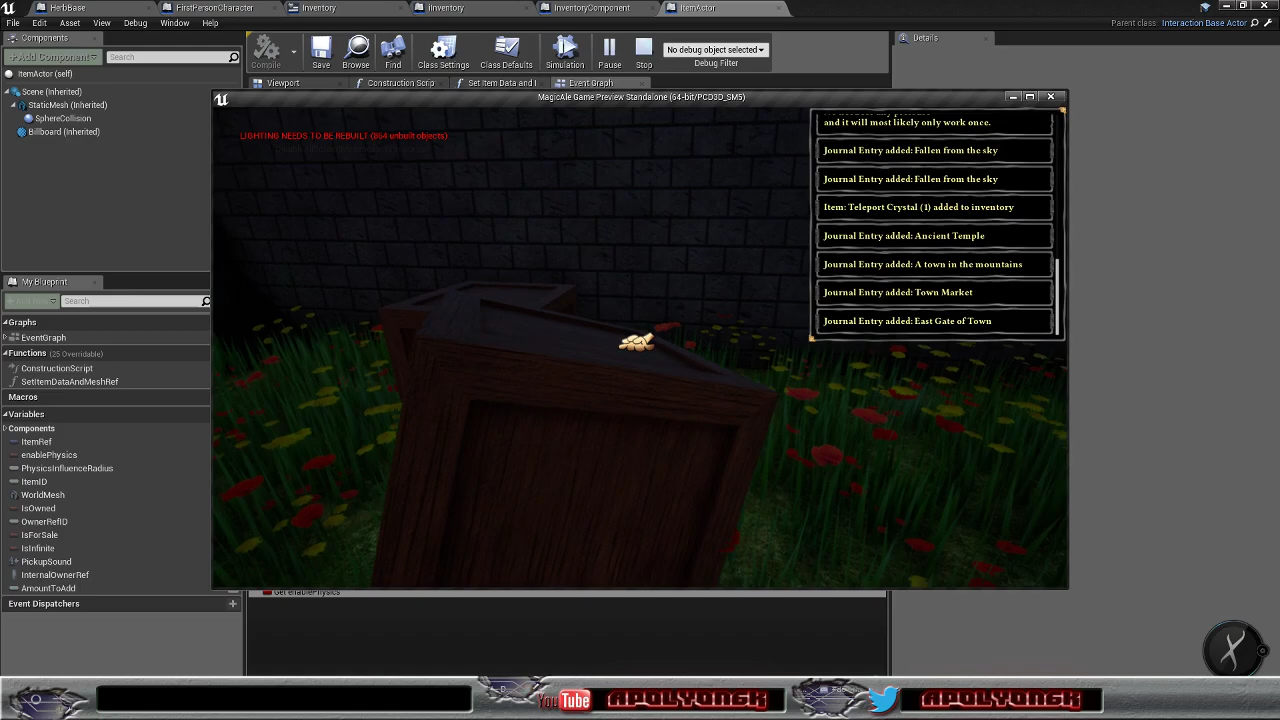 HerbBase
FirstPersonCharacter
Inventory
iInventory
InventoryComponent
ItemActor
File Edit Asset View Debug Window Help
Parent class: Interaction Base Actor
Components
Details
+Add Component
Search
Compile Save Browse Find Class Settings Class Defaults Simulation Pause Stop
No debug object selected
Debug Filter
ItemActor (self)
Viewport
Construction Scrip
Set Item Data and I
Event Graph
Scene (Inherited)
StaticMesh (Inherited)
SphereCollision
Billboard (Inherited)
MagicAle Game Preview Standalone (64-bit/PCD3D_SM5)
LIGHTING NEEDS TO BE REBUILT (864 unbuilt objects)
and it will most likely only work once.
Journal Entry added: Fallen from the sky
Journal Entry added: Fallen from the sky
Item: Teleport Crystal (1) added to inventory
Journal Entry added: Ancient Temple
Journal Entry added: A town in the mountains
Journal Entry added: Town Market
Journal Entry added: East Gate of Town
My Blueprint
Search
Graphs
EventGraph
Functions (25 Overridable)
ConstructionScript
SetItemDataAndMeshRef
Macros
Variables
Components
ItemRef
enablePhysics
PhysicsInfluenceRadius
ItemID
WorldMesh
IsOwned
OwnerRefID
IsForSale
IsInfinite
PickupSound
InternalOwnerRef
AmountToAdd
Event Dispatchers
Get enablePhysics
YouTube
APOLYONGK
APOLYONGK